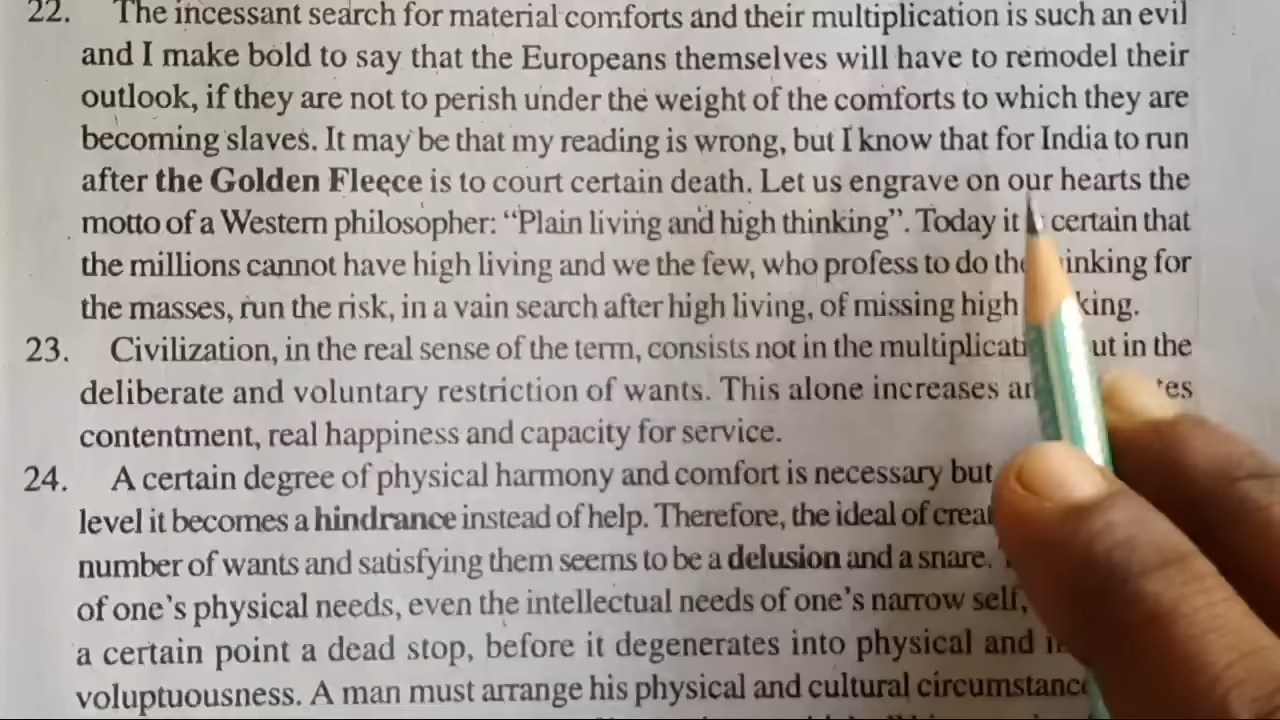 22. The incessant search for material comforts and their multiplication is such an evil
and I make bold to say that the Europeans themselves will have to remodel their
outlook, if they are not to perish under the weight of the comforts to which they are
becoming slaves. It may be that my reading is wrong, but I know that for India to run
after the Golden Fleece is to court certain death. Let us engrave on our hearts the
motto of a Western philosopher: “Plain living and high thinking”. Today it certain that
the millions cannot have high living and we the few, who profess to do for
the masses, run the risk, in a vain search after high living, of missing high
23. Civilization, in the real sense of the term, consists not in the in the
deliberate and voluntary restriction of wants. This alone increases
contentment, real happiness and capacity for service.
24. A certain degree of physical harmony and comfort is necessary but
level it becomes a hindrance instead of help. Therefore, the ideal of
number of wants and satisfying them seems to be a delusion and a snare.
of one’s physical needs, even the intellectual needs of one’s narrow self,
a certain point a dead stop, before it degenerates into physical and
voluptuousness. A man must arrange his physical and cultural